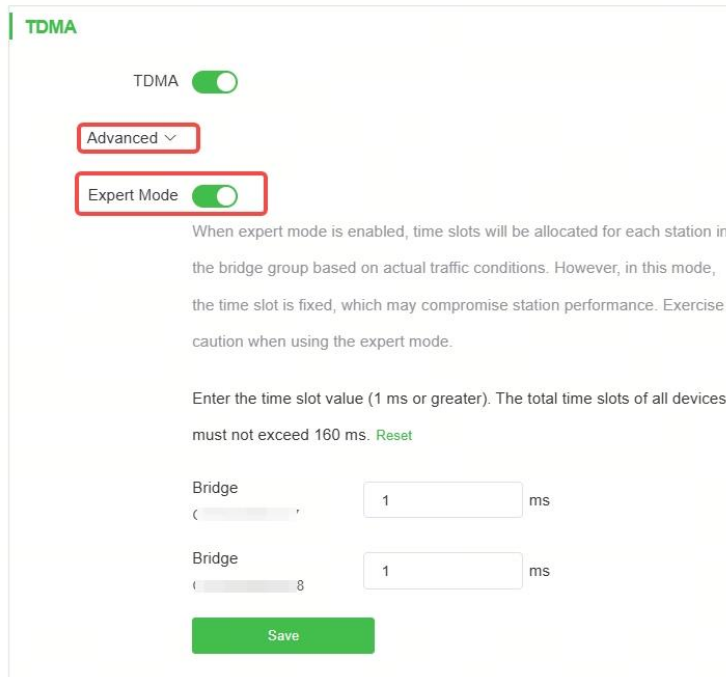 TDMA
TDMA
Advanced
Expert Mode
When expert mode is enabled, time slots will be allocated for each station in
the bridge group based on actual traffic conditions. However, in this mode,
the time slot is fixed, which may compromise station performance. Exercise
caution when using the expert mode.
Enter the time slot value (1 ms or greater). The total time slots of all devices
must not exceed 160 ms. Reset
Bridge
1 ms
Bridge
8
1 ms
Save